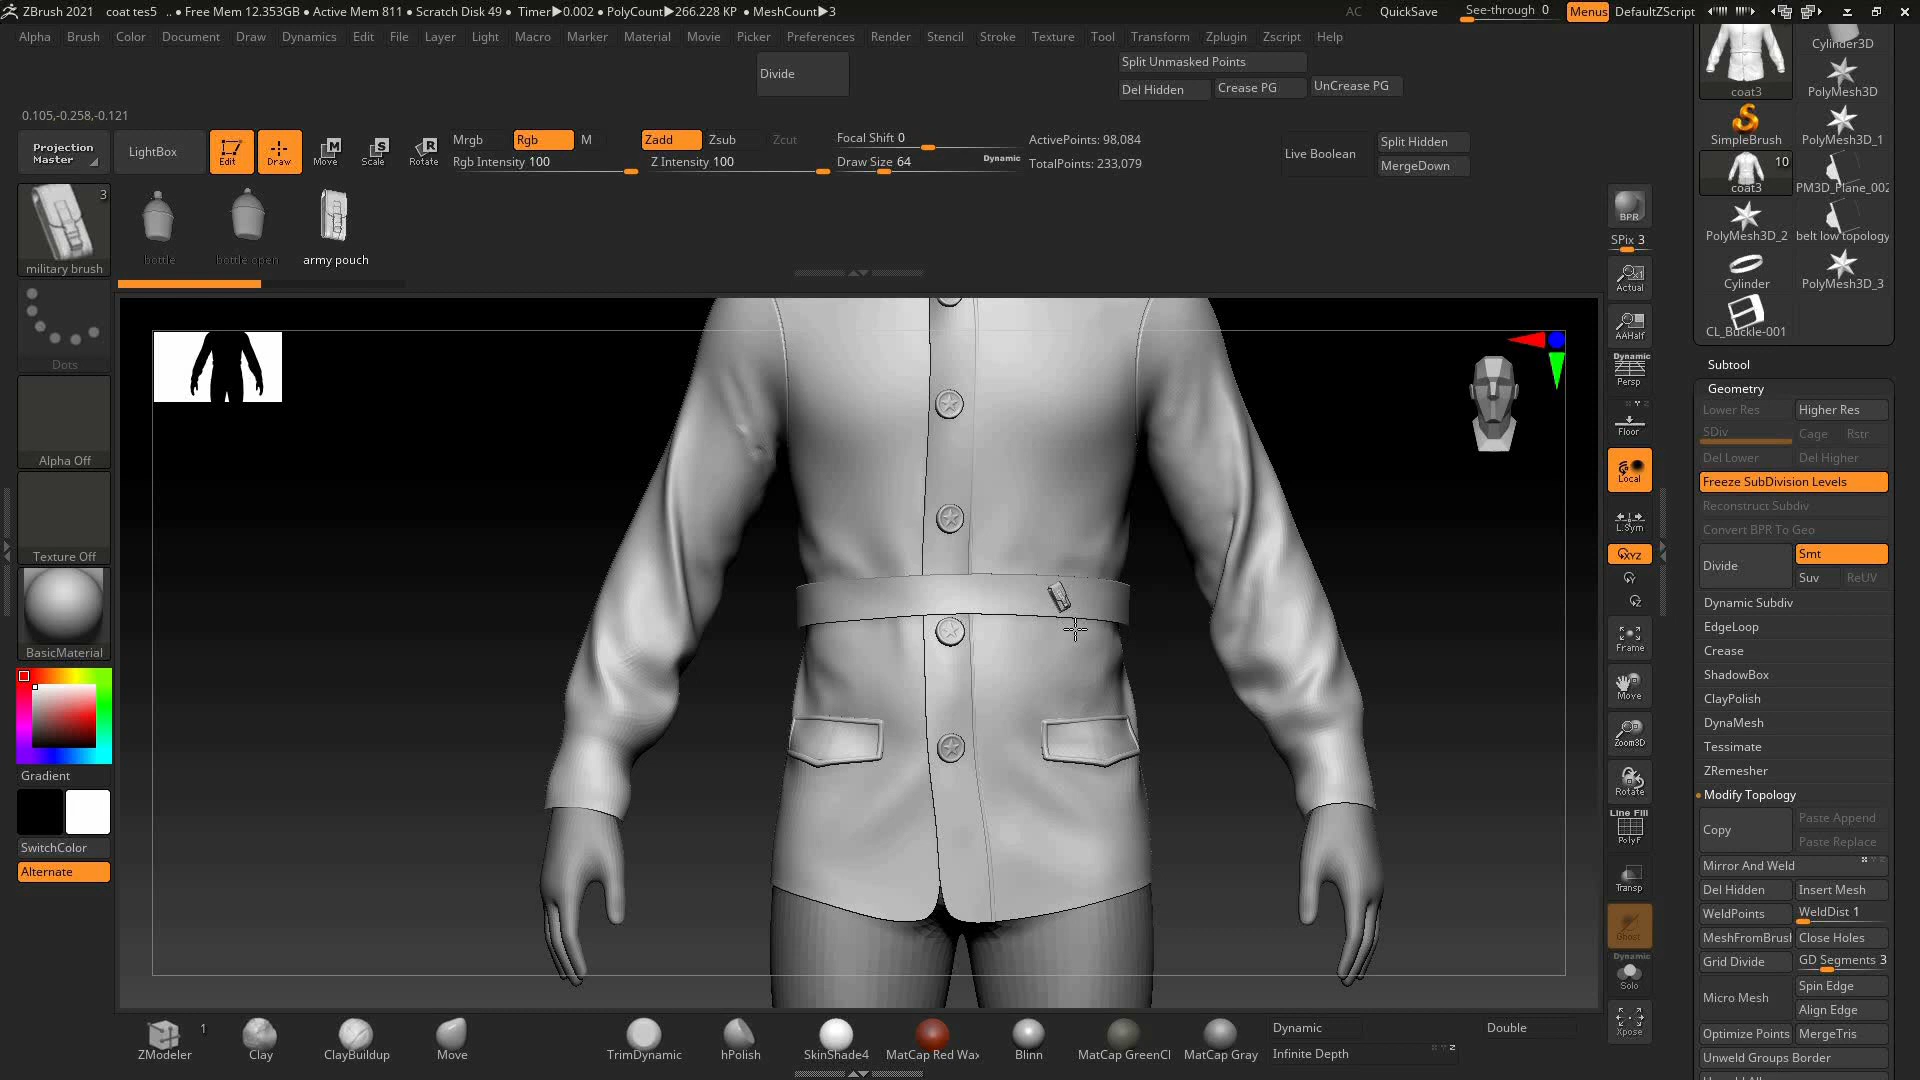 ZBrush 2021 coat tes5 .. • Free Mem 12.353GB • Active Mem 811 • Scratch Disk 49 • Timer▶0.002 • PolyCount▶266.228 KP • MeshCount▶3 AC QuickSave See-through 0 Menus DefaultZScript
Alpha Brush Color Document Draw Dynamics Edit File Layer Light Macro Marker Material Movie Picker Preferences Render Stencil Stroke Texture Tool Transform Zplugin Zscript Help
Divide
Split Unmasked Points
Del Hidden Crease PG UnCrease PG
0.105,-0.258,-0.121
Projection Master
LightBox
Edit
Draw
Move
Scale
Rotate
Mrgb Rgb M
Rgb Intensity 100
Zadd Zsub Zcut
Z Intensity 100
Focal Shift 0
Draw Size 64 Dynamic
ActivePoints: 98,084
TotalPoints: 233,079
Live Boolean
Split Hidden
MergeDown
3
military brush
bottle
bottle open
army pouch
Dots
Alpha Off
Texture Off
BasicMaterial
Gradient
SwitchColor
Alternate
BPR
SPix 3
Actual
AAHalf
Dynamic
Persp
Floor
Local
L.Sym
XYZ
Y
Z
Frame
Move
Zoom3D
Rotate
Line Fill
PolyF
Transp
Ghost
Dynamic
Solo
Xpose
coat3
Cylinder3D
PolyMesh3D
SimpleBrush
PolyMesh3D_1
10
coat3
PM3D_Plane_002
PolyMesh3D_2
belt low topology
Cylinder
PolyMesh3D_3
CL_Buckle-001
Subtool
Geometry
Lower Res Higher Res
SDiv Cage Rstr
Del Lower Del Higher
Freeze SubDivision Levels
Reconstruct Subdiv
Convert BPR To Geo
Divide Smt
Suv ReUV
Dynamic Subdiv
EdgeLoop
Crease
ShadowBox
ClayPolish
DynaMesh
Tessimate
ZRemesher
Modify Topology
Copy Paste Append
Paste Replace
Mirror And Weld
Del Hidden Insert Mesh
WeldPoints WeldDist 1
MeshFromBrusl Close Holes
Grid Divide GD Segments 3
Micro Mesh Spin Edge
Align Edge
Optimize Points MergeTris
Unweld Groups Border
1
ZModeler
Clay
ClayBuildup
Move
TrimDynamic
hPolish
SkinShade4
MatCap Red Wax
Blinn
MatCap GreenCl
MatCap Gray
Dynamic
Infinite Depth
Double